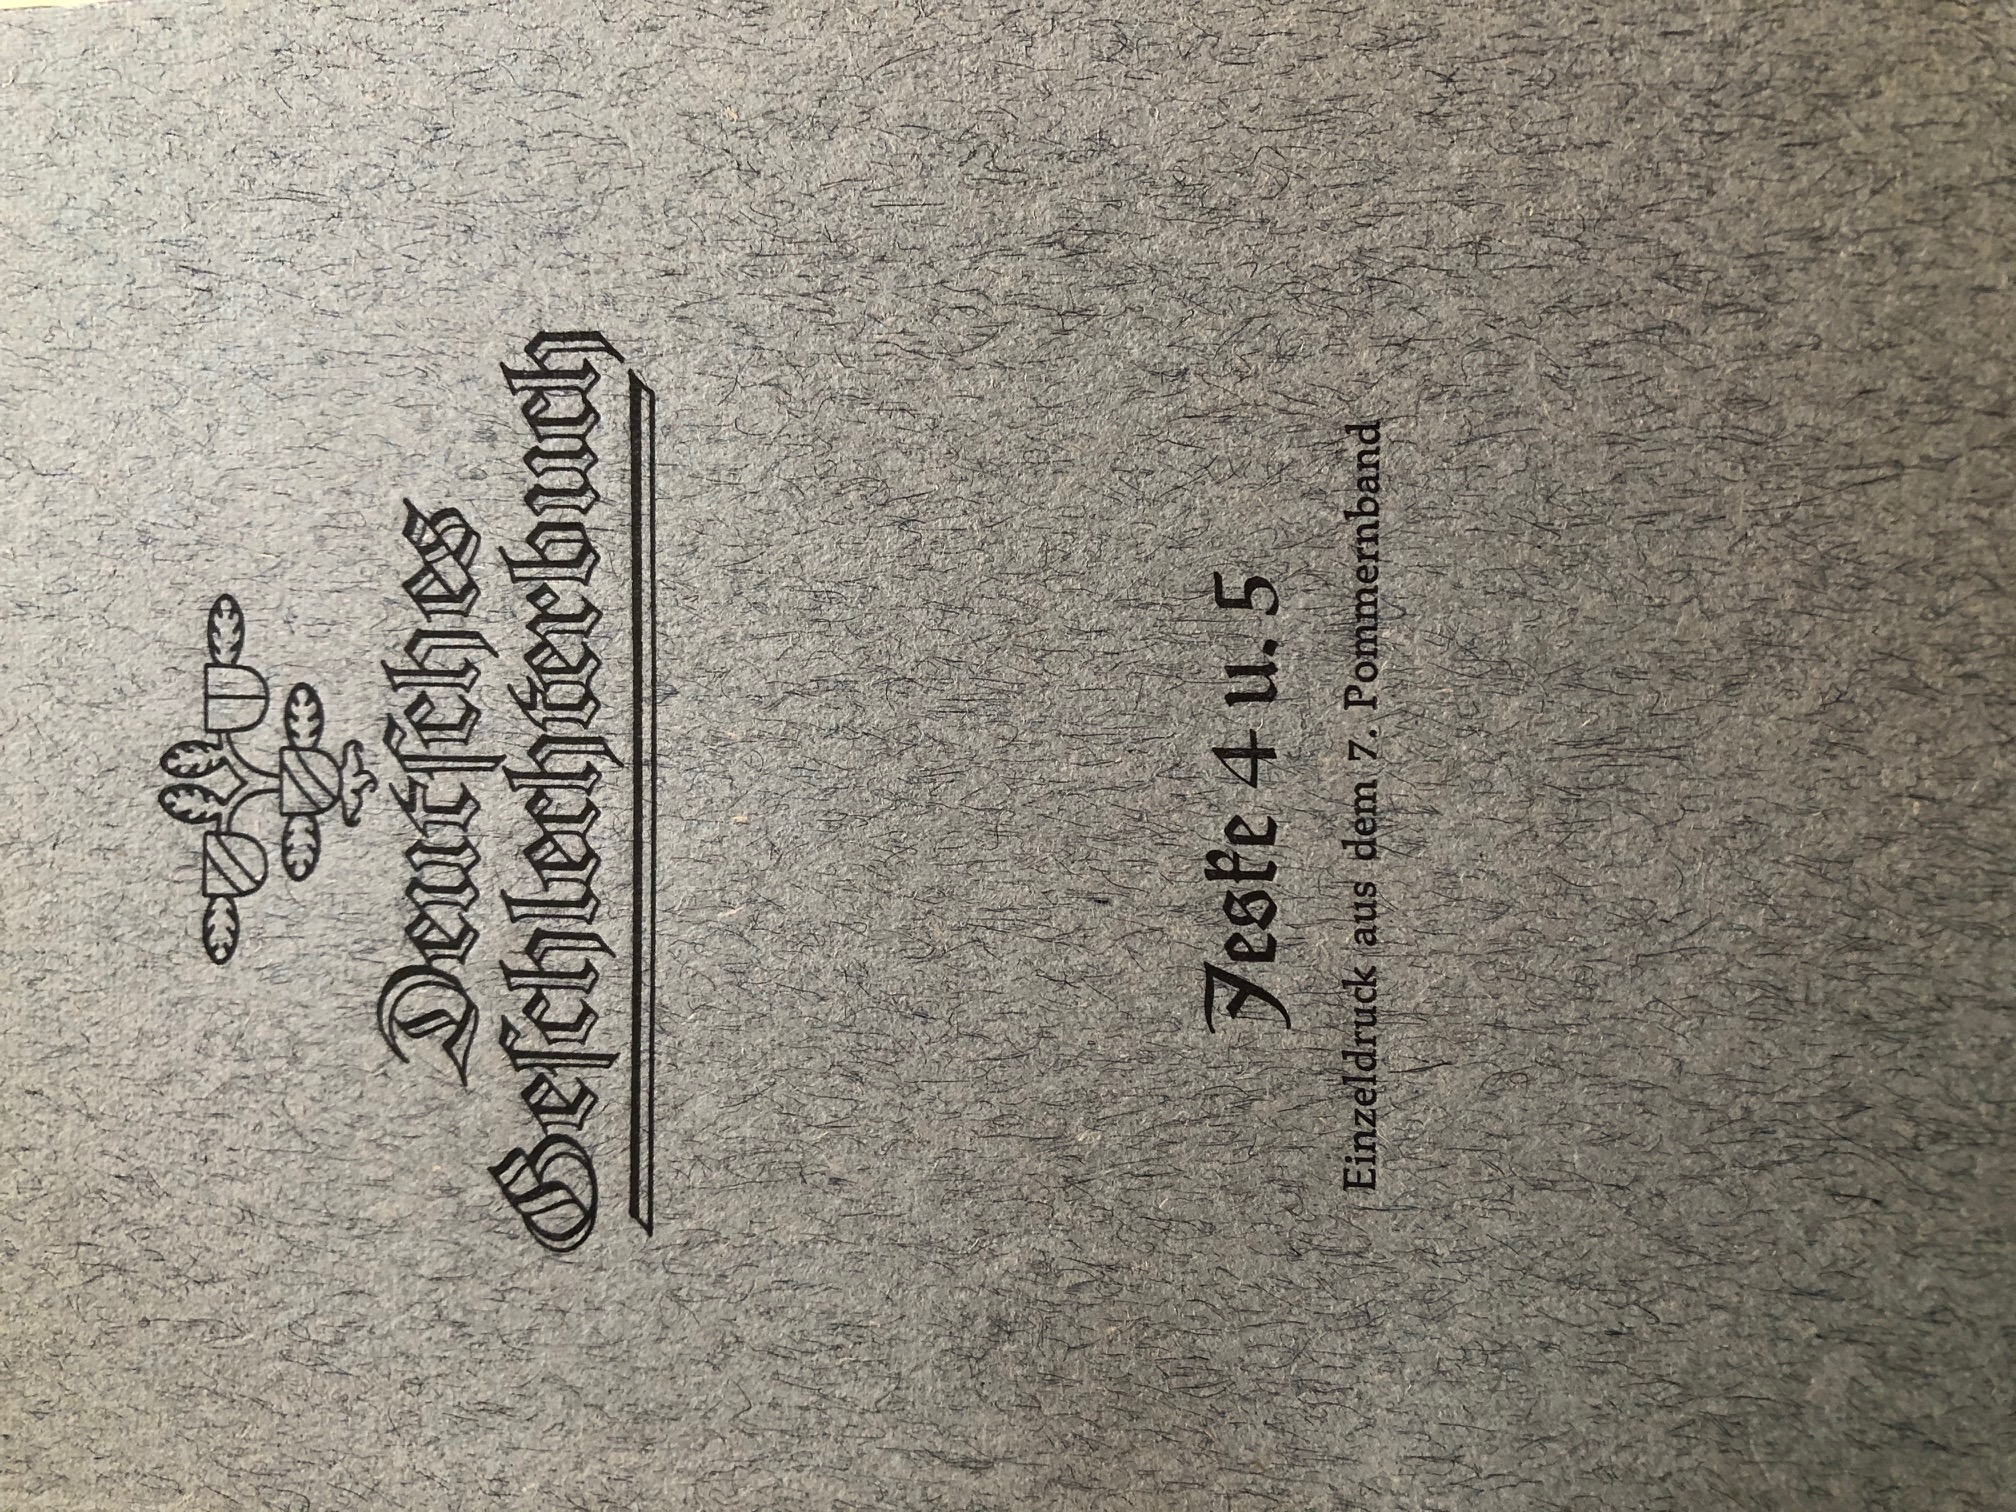 Deutſches
Geſchlechterbuch
Jeske 4 u. 5
Einzeldruck aus dem 7. Pommernband